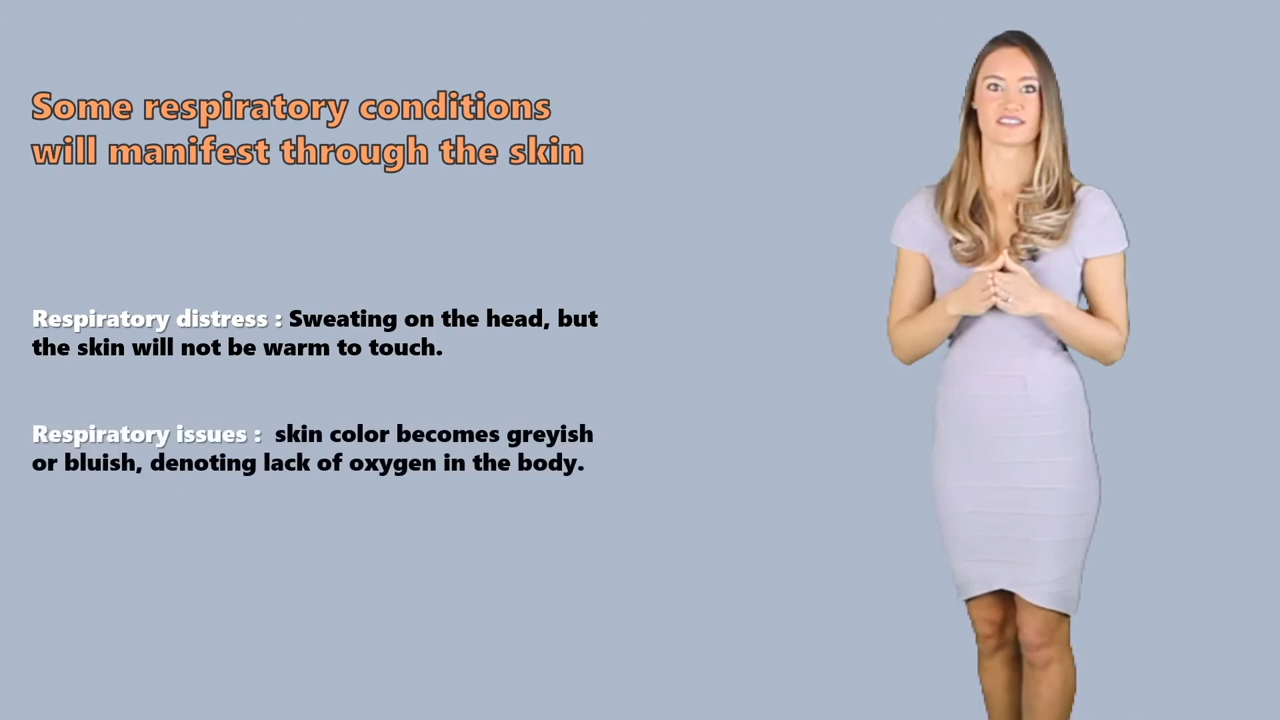 Some respiratory conditions
will manifest through the skin
Respiratory distress : Sweating on the head, but
the skin will not be warm to touch.
Respiratory issues :  skin color becomes greyish
or bluish, denoting lack of oxygen in the body.